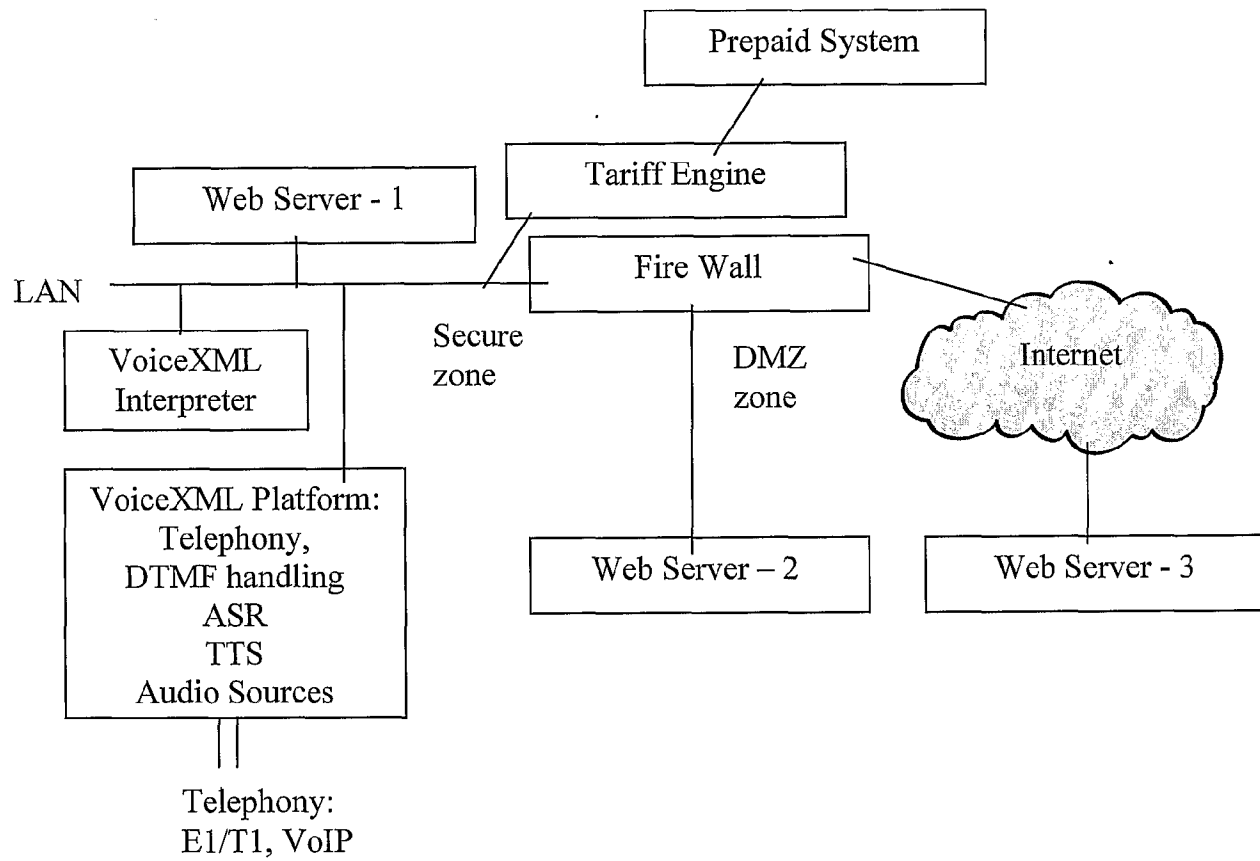 Prepaid System
Tariff Engine
Web Server - 1
Fire Wall
LAN
Secure
zone
DMZ
zone
Internet
VoiceXML
Interpreter
VoiceXML Platform:
Telephony,
DTMF handling
ASR
TTS
Audio Sources
Web Server – 2
Web Server - 3
Telephony:
E1/T1, VoIP